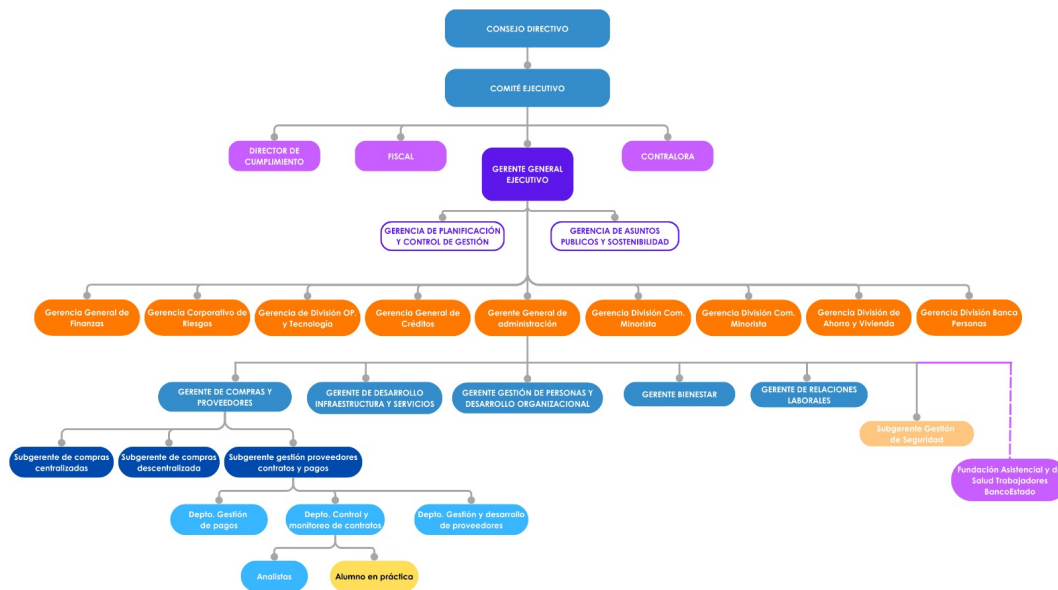 CONSEJO DIRECTIVO
COMITÉ EJECUTIVO
DIRECTOR DE
CUMPLIMIENTO
FISCAL
CONTRALORA
GERENTE GENERAL
EJECUTIVO
GERENCIA DE PLANIFICACIÓN
Y CONTROL DE GESTIÓN
GERENCIA DE ASUNTOS
PUBLICOS Y SOSTENIBILIDAD
Gerencia General de
Finanzas
Gerencia Corporativo de
Riesgos
Gerencia de División OP.
y Tecnología
Gerencia General de
Créditos
Gerente General de
administración
Gerencia División Com.
Minorista
Gerencia División Com.
Minorista
Gerencia División de
Ahorro y Vivienda
Gerencia División Banca
Personas
GERENTE DE COMPRAS Y
PROVEEDORES
GERENTE DE DESARROLLO
INFRAESTRUCTURA Y SERVICIOS
GERENTE GESTIÓN DE PERSONAS Y
DESARROLLO ORGANIZACIONAL
GERENTE BIENESTAR
GERENTE DE RELACIONES
LABORALES
Subgerente Gestión
de Seguridad
Subgerente de compras
centralizadas
Subgerente de compras
descentralizada
Subgerente gestión proveedores
contratos y pagos
Fundación Asistencial y d
Salud Trabajadores
BancoEstado
Depto. Gestión
de pagos
Depto. Control y
monitoreo de contratos
Depto. Gestión y desarrollo
de proveedores
Analistas
Alumno en práctica